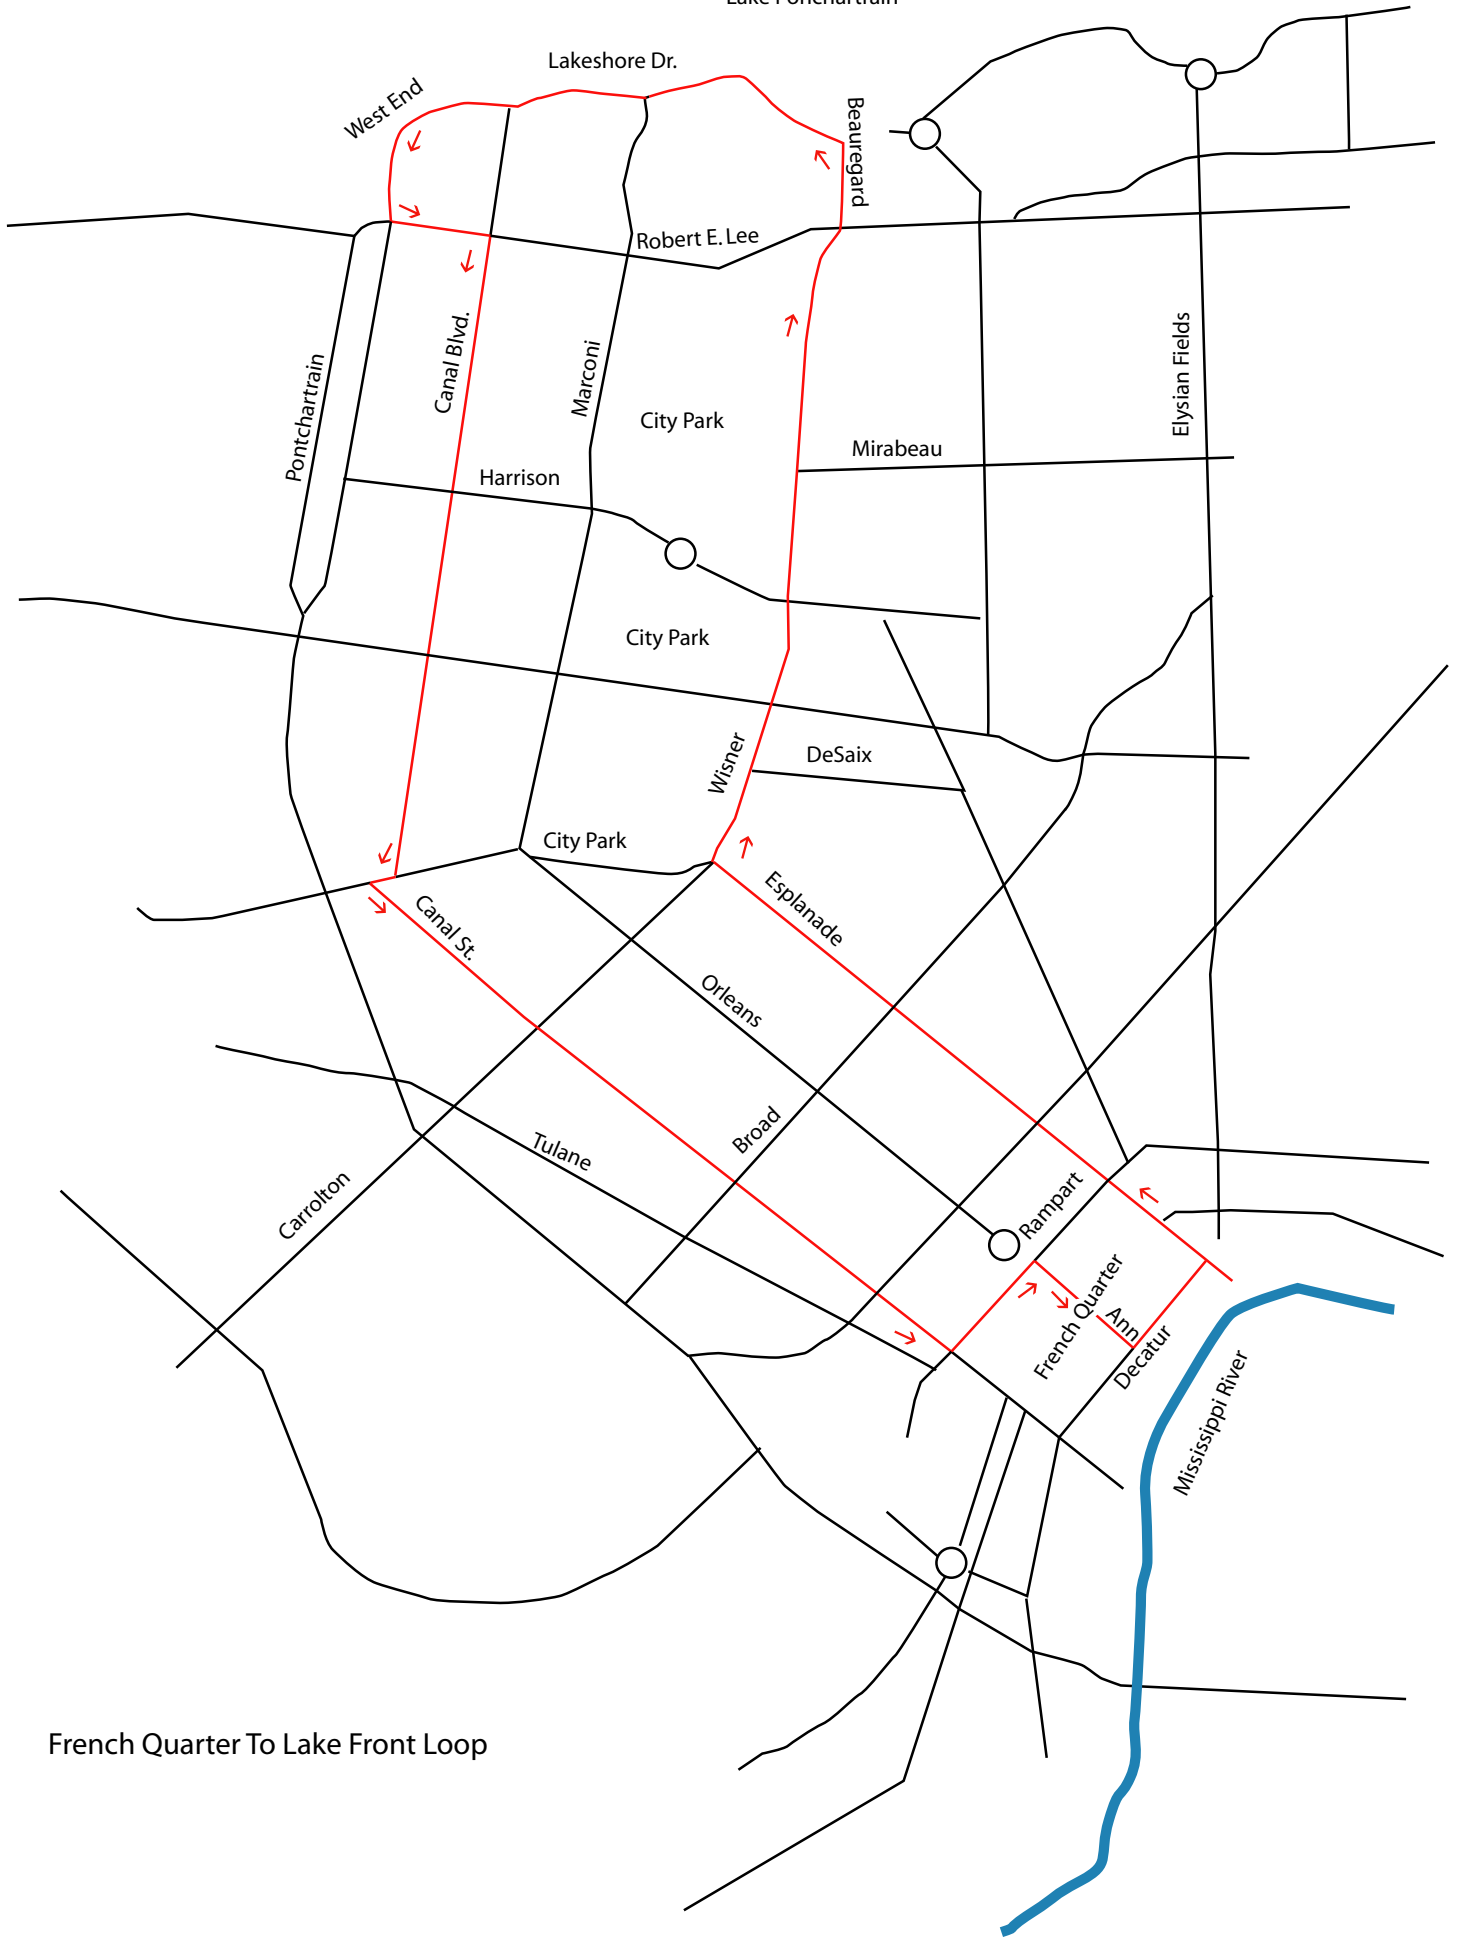 Lake Ponchartrain
Lakeshore Dr.
West End
Beauregard
Robert E. Lee
Pontchartrain
Canal Blvd.
Marconi
Elysian Fields
City Park
Mirabeau
Harrison
City Park
Wisner
DeSaix
City Park
Esplanade
Canal St.
Orleans
Broad
Tulane
Carrolton
Rampart
French Quarter
Ann
Decatur
Mississippi River
French Quarter To Lake Front Loop